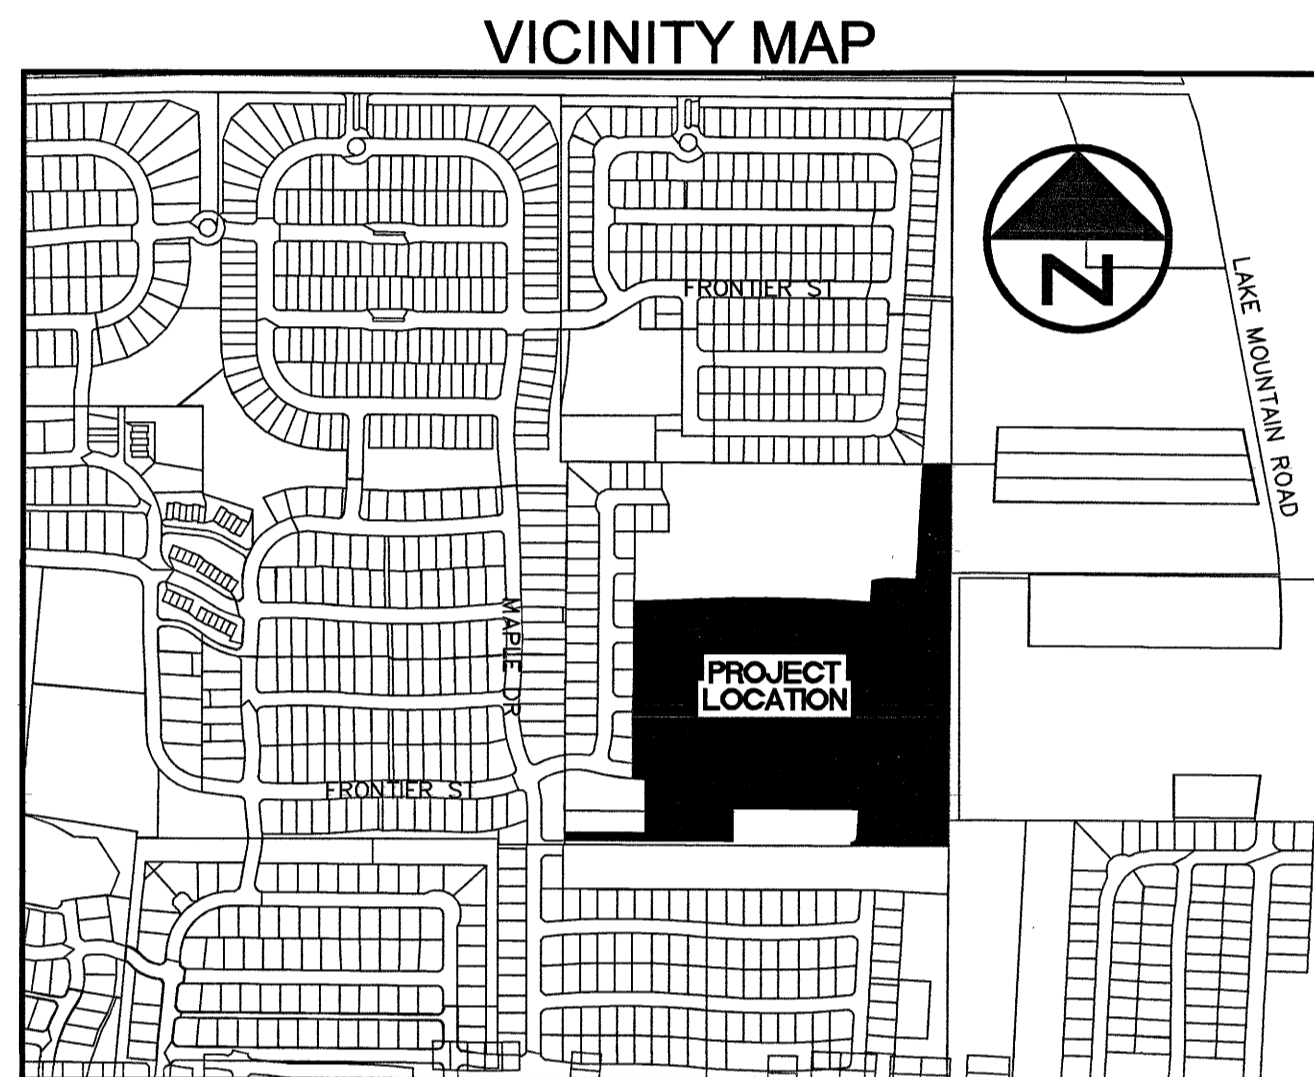 VICINITY MAP
FRONTIER ST
N
LAKE MOUNTAIN ROAD
MAPLE DR
PROJECT
LOCATION
FRONTIER ST